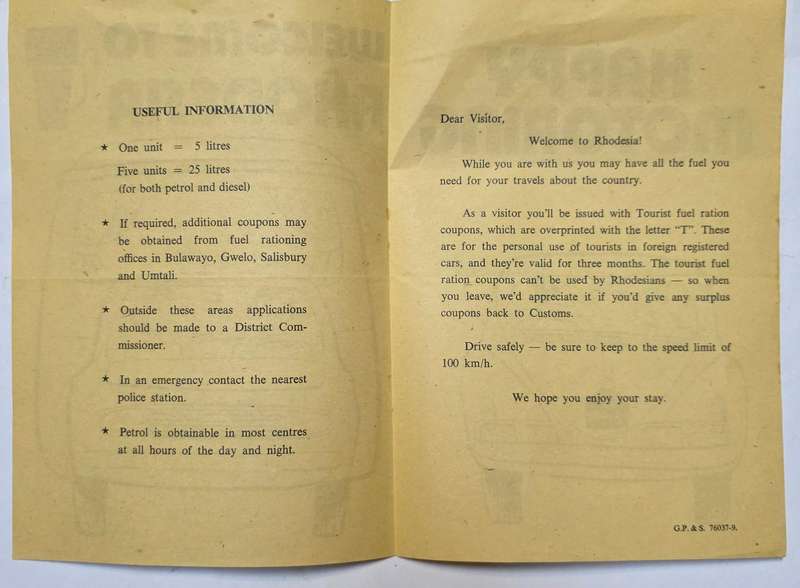 USEFUL INFORMATION
★ One unit = 5 litres
Five units = 25 litres
(for both petrol and diesel)
★ If required, additional coupons may
be obtained from fuel rationing
offices in Bulawayo, Gwelo, Salisbury
and Umtali.
★ Outside these areas applications
should be made to a District Com-
missioner.
★ In an emergency contact the nearest
police station.
★ Petrol is obtainable in most centres
at all hours of the day and night.
Dear Visitor,
Welcome to Rhodesia!
While you are with us you may have all the fuel you
need for your travels about the country.
As a visitor you'll be issued with Tourist fuel ration
coupons, which are overprinted with the letter “T”. These
are for the personal use of tourists in foreign registered
cars, and they're valid for three months. The tourist fuel
ration coupons can't be used by Rhodesians — so when
you leave, we'd appreciate it if you'd give any surplus
coupons back to Customs.
Drive safely — be sure to keep to the speed limit of
100 km/h.
We hope you enjoy your stay.
G.P. & S. 76037-9.